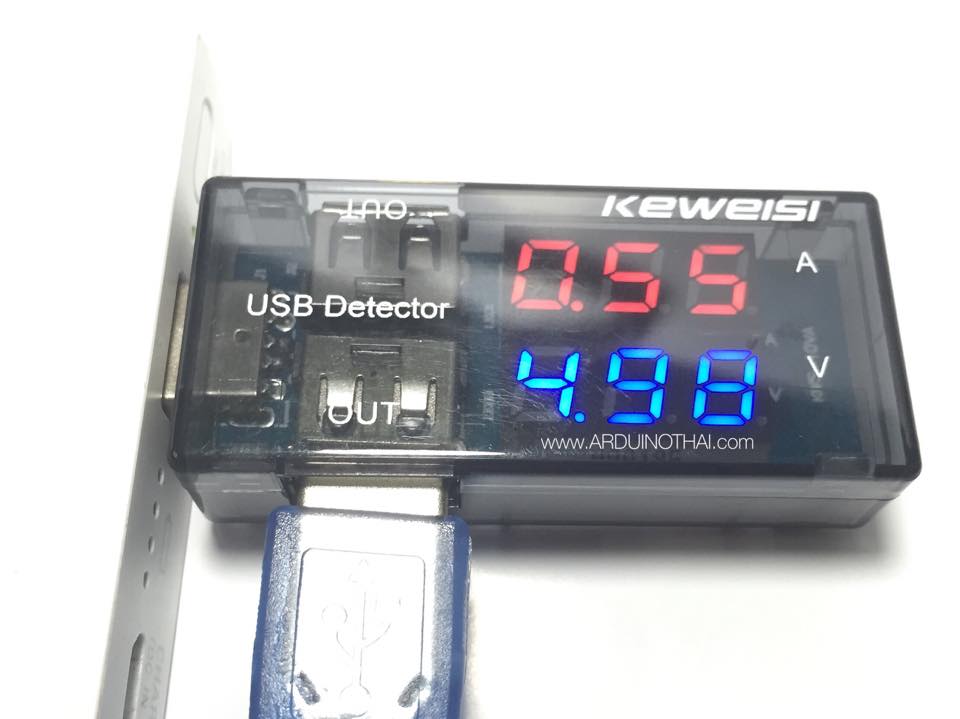 OUT
KEWEISI
0.55 A
USB Detector
4.98 V
OUT
www.ARDUINOTHAI.com